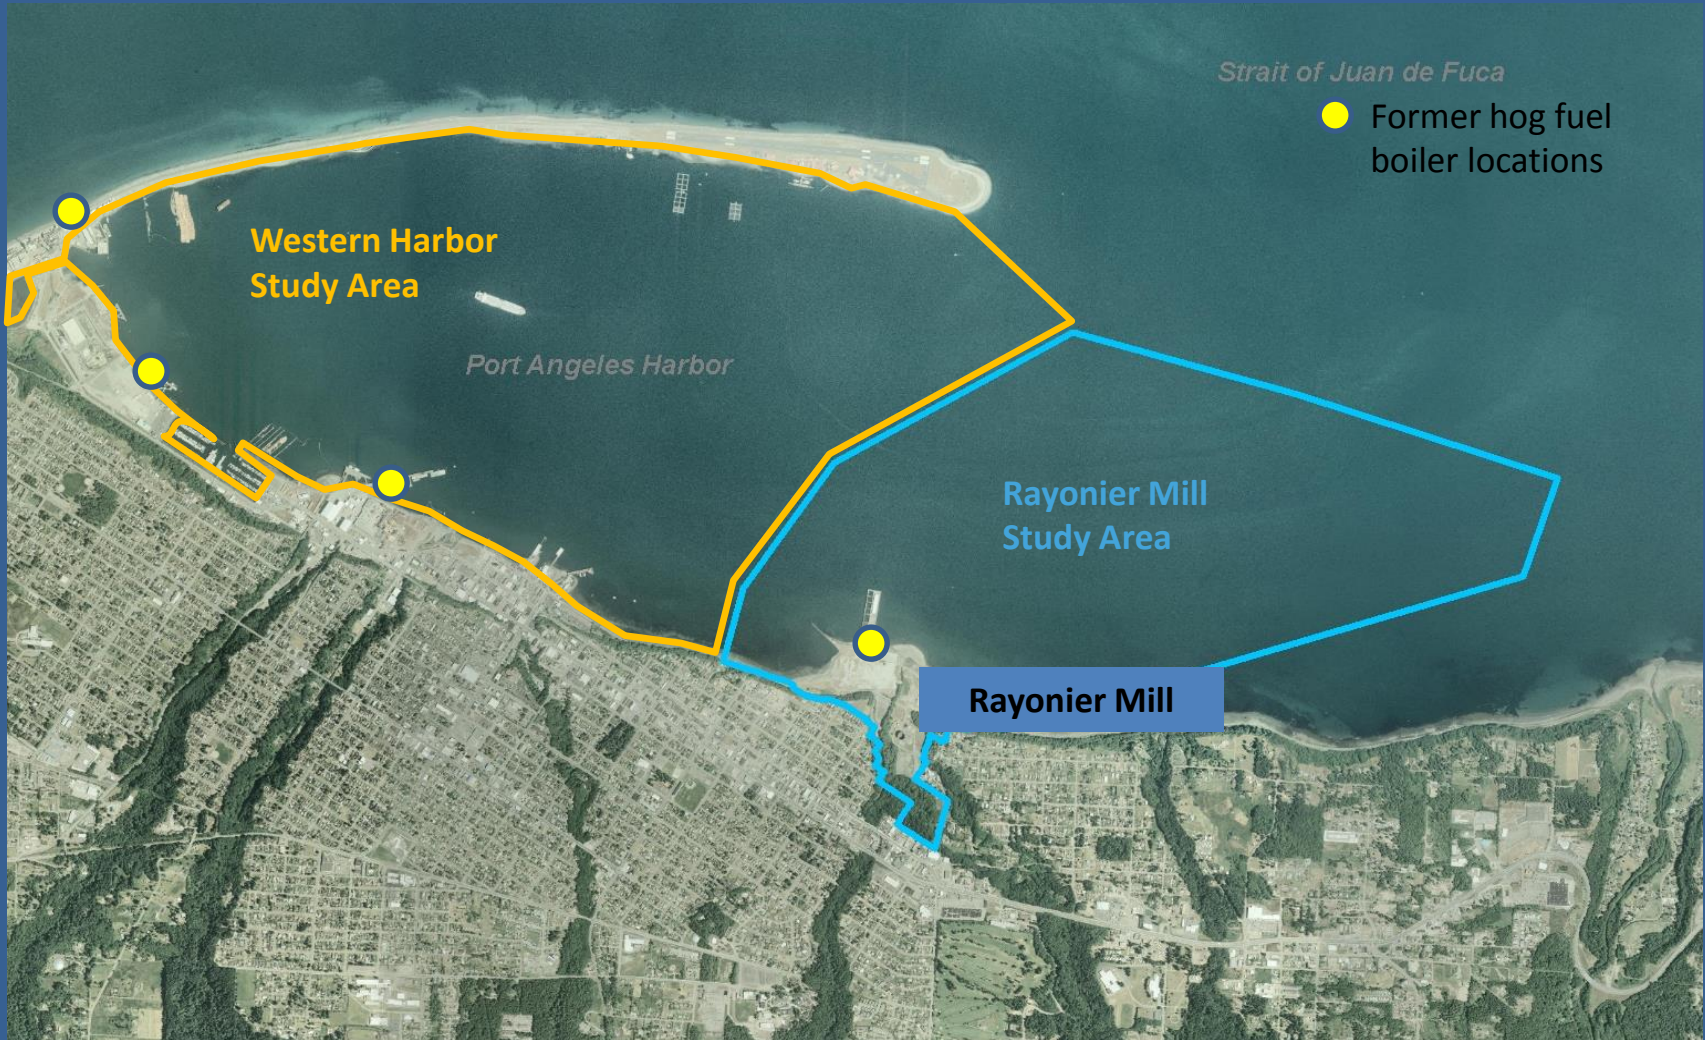 Strait of Juan de Fuca
Former hog fuel
boiler locations
Western Harbor
Study Area
Port Angeles Harbor
Rayonier Mill
Study Area
Rayonier Mill